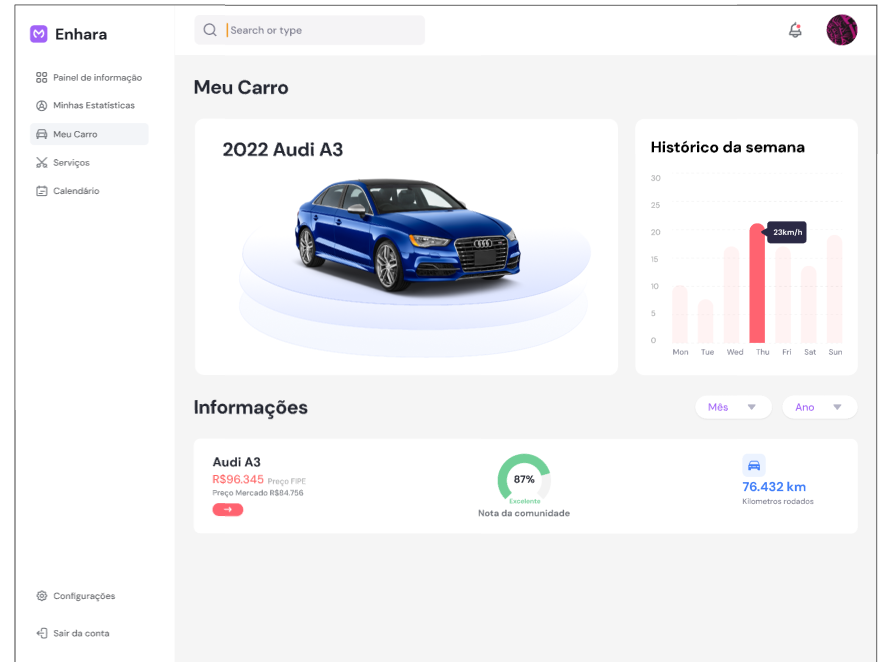 Enhara
Search or type
Painel de informação
Minhas Estatísticas
Meu Carro
Serviços
Calendário
Configurações
Sair da conta
Meu Carro
2022 Audi A3
Histórico da semana
30
25
20
15
10
5
0
23km/h
Mon Tue Wed Thu Fri Sat Sun
Informações
Mês
Ano
Audi A3
R$96.345 Preço FIPE
Preço Mercado R$84.756
87%
Excelente
Nota da comunidade
76.432 km
Kilometros rodados